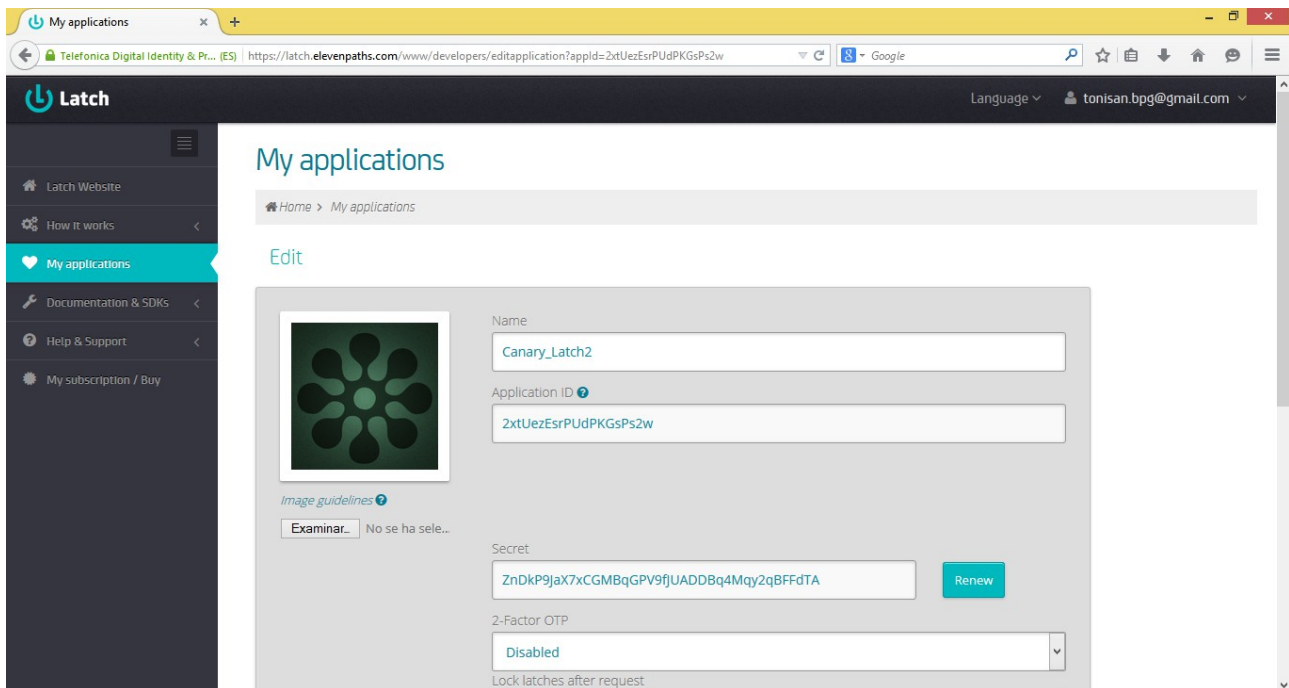 My applications
Telefonica Digital Identity & Pr... (ES)
https://latch.elevenpaths.com/www/developers/editapplication?appId=2xtUezEsrPUdPKGsPs2w
Google
Latch
Language
tonisan.bpg@gmail.com
Latch Website
How it works
My applications
Documentation & SDKs
Help & Support
My subscription / Buy
My applications
Home > My applications
Edit
Image guidelines
Examinar... No se ha sele...
Name
Canary_Latch2
Application ID
2xtUezEsrPUdPKGsPs2w
Secret
ZnDkP9JaX7xCGMBqGPV9fJUADDBq4Mqy2qBFFdTA
Renew
2-Factor OTP
Disabled
Lock latches after request